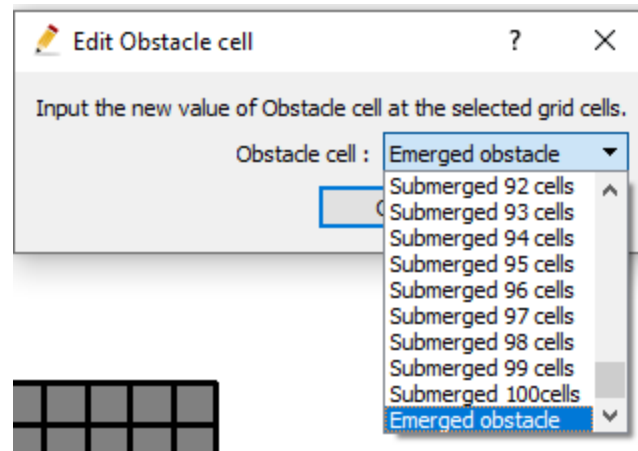 Edit Obstacle cell ?
Input the new value of Obstacle cell at the selected grid cells.
Obstacle cell : Emerged obstacle
Submerged 92 cells
Submerged 93 cells
Submerged 94 cells
Submerged 95 cells
Submerged 96 cells
Submerged 97 cells
Submerged 98 cells
Submerged 99 cells
Submerged 100cells
Emerged obstacle